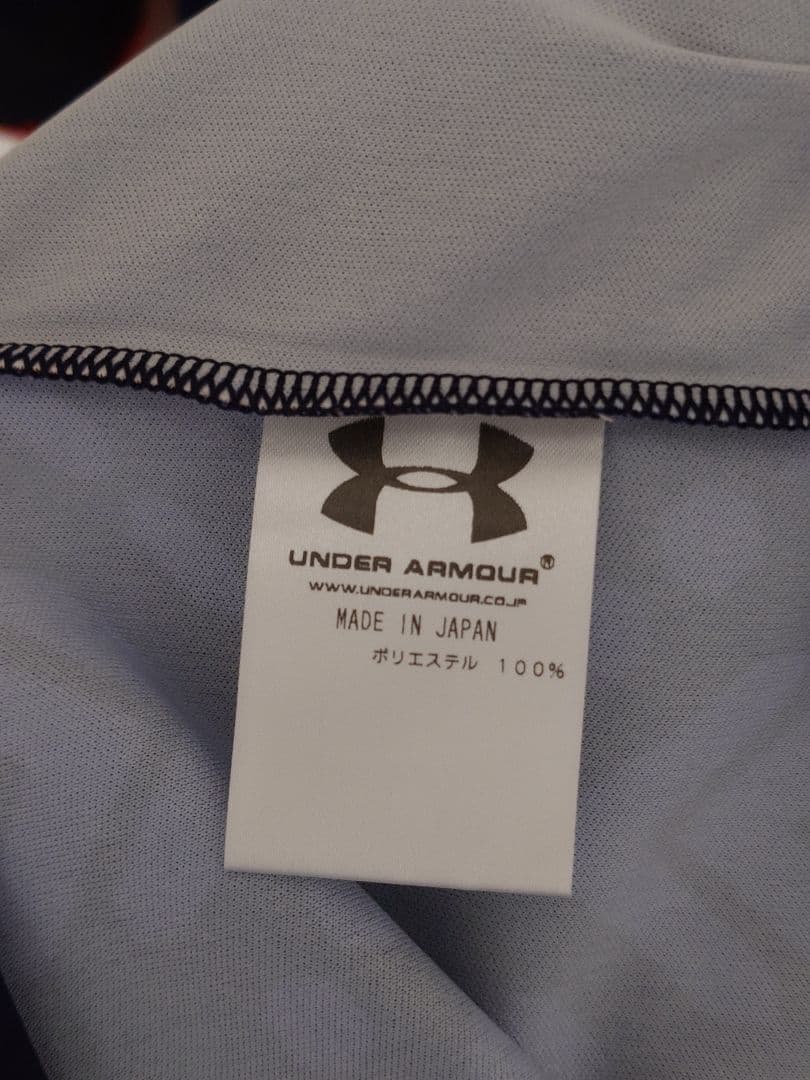 UNDER ARMOUR®
WWW.UNDERARMOUR.CO.JP
MADE IN JAPAN
ポリエステル 100%